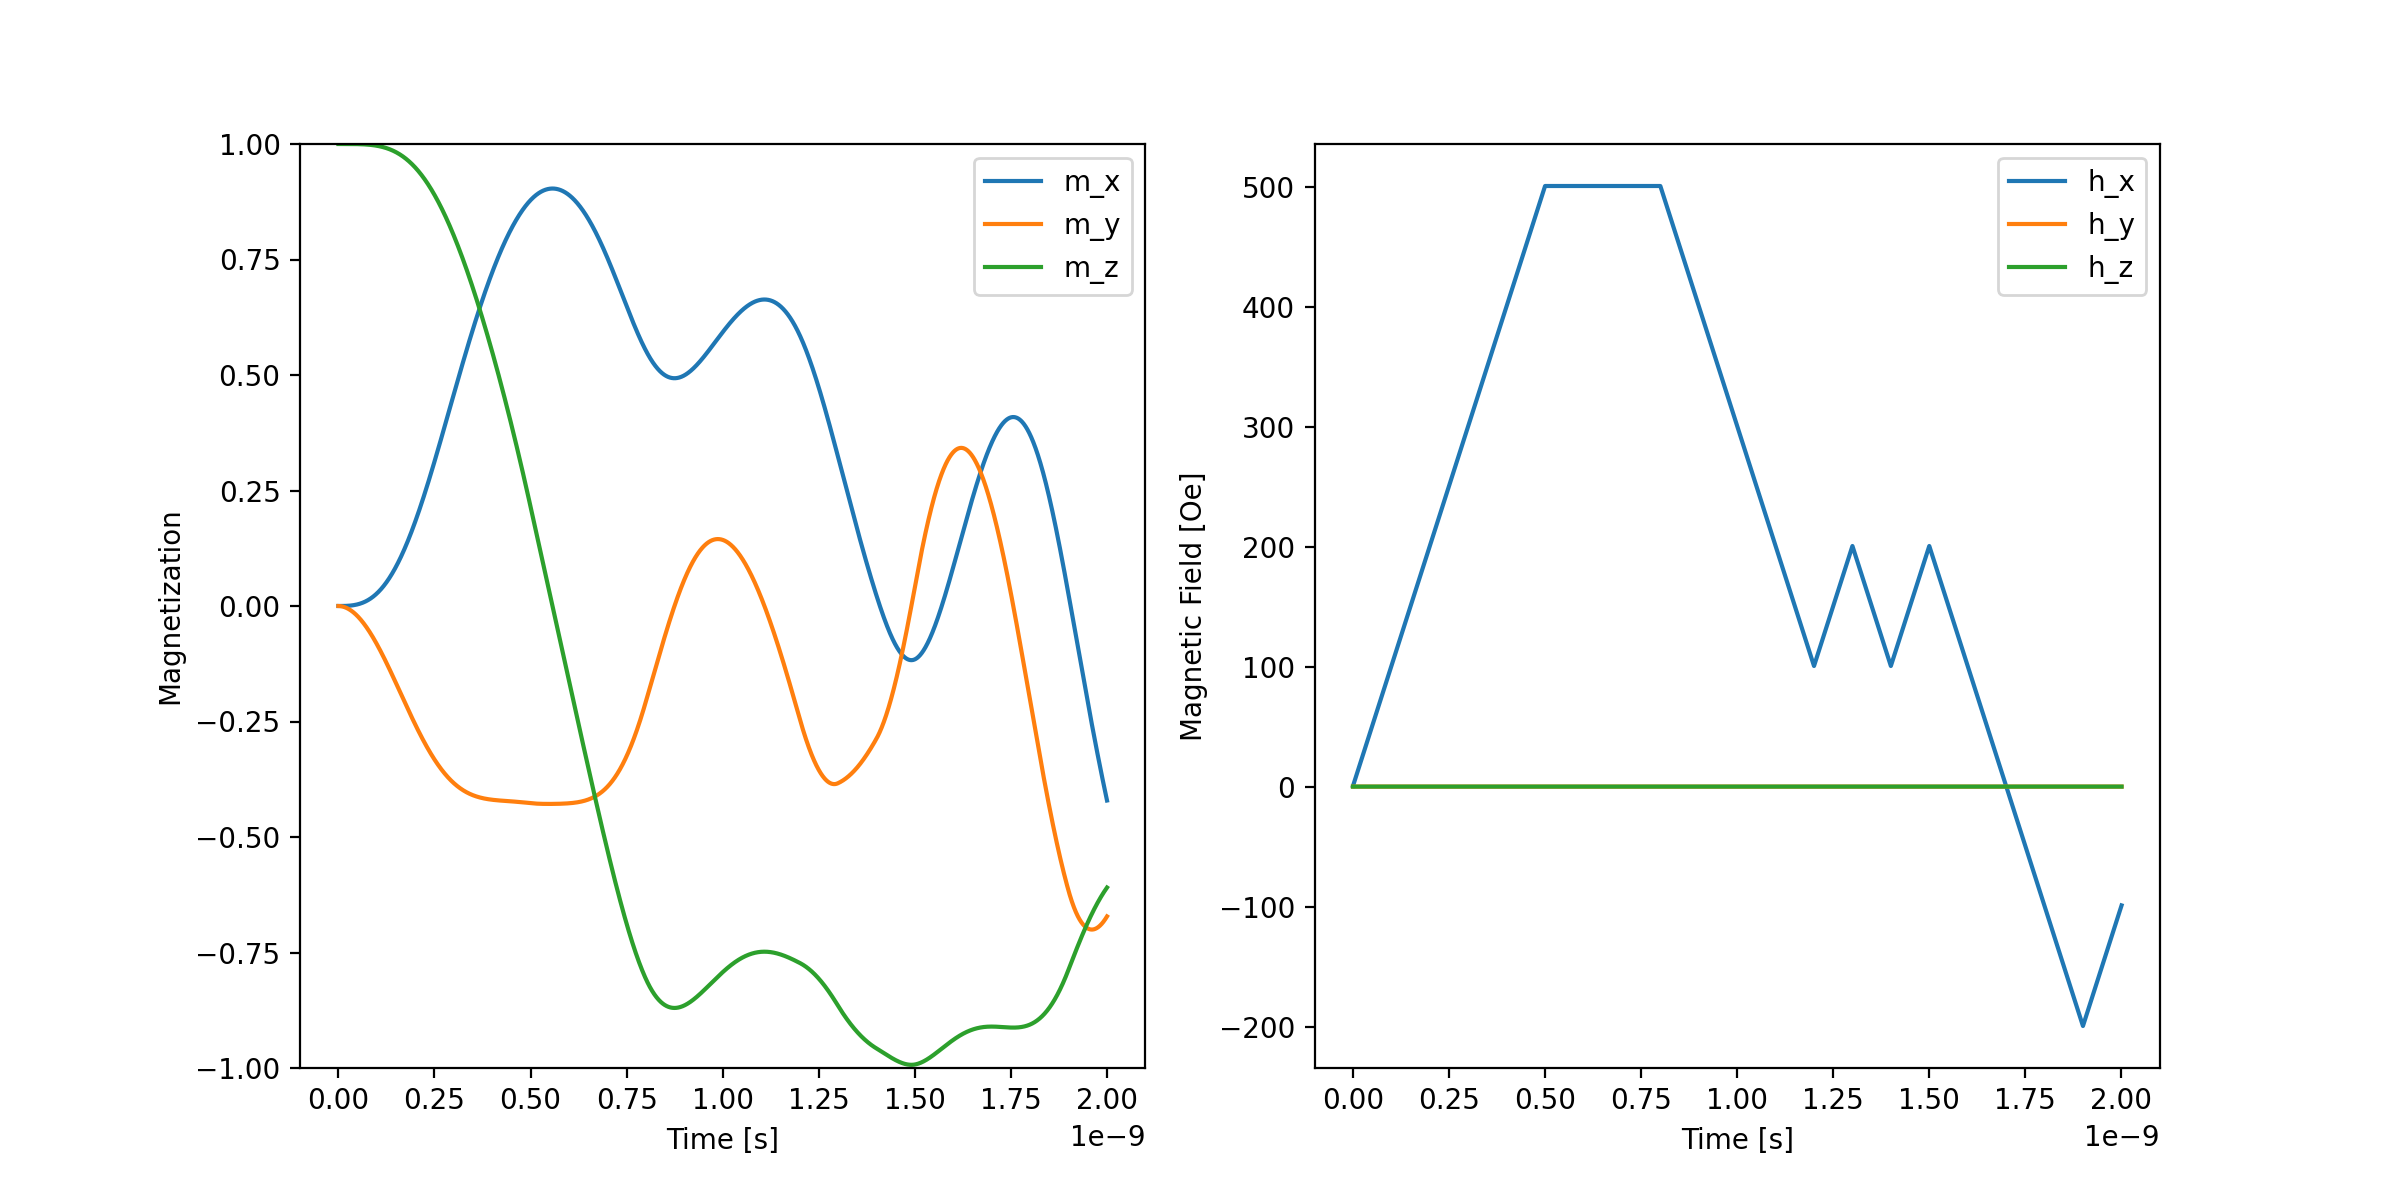 Magnetization
1.00
0.75
0.50
0.25
0.00
−0.25
−0.50
−0.75
−1.00
m_x
m_y
m_z
0.00 0.25 0.50 0.75 1.00 1.25 1.50 1.75 2.00
Time [s]
1e−9
Magnetic Field [Oe]
500
400
300
200
100
0
−100
−200
h_x
h_y
h_z
0.00 0.25 0.50 0.75 1.00 1.25 1.50 1.75 2.00
Time [s]
1e−9